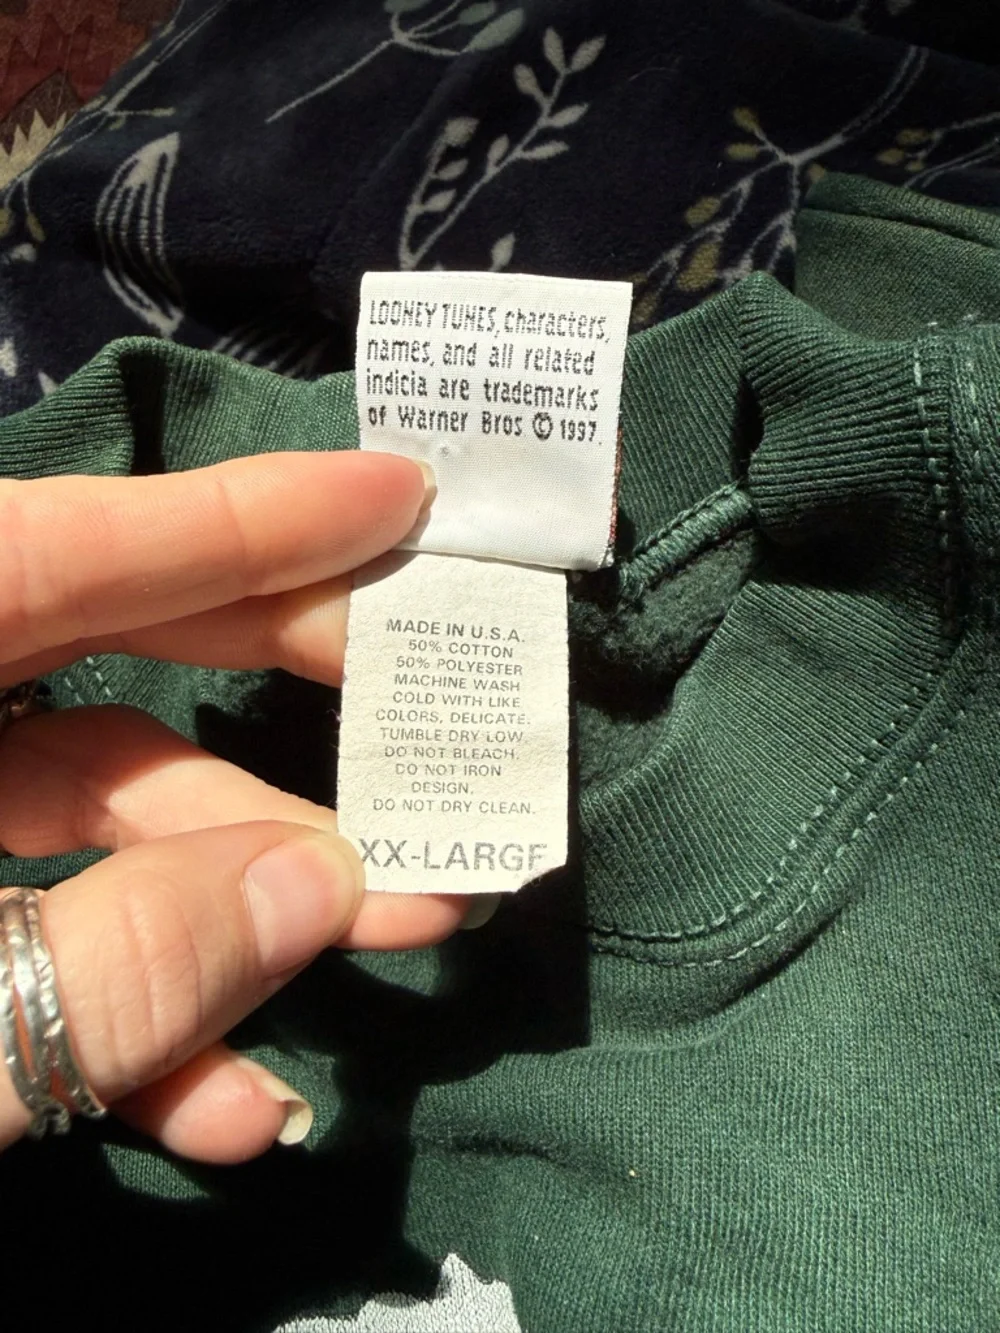 LOONEY TUNES, characters,
names, and all related
indicia are trademarks
of Warner Bros © 1997.
MADE IN U.S.A.
50% COTTON
50% POLYESTER
MACHINE WASH
COLD WITH LIKE
COLORS, DELICATE.
TUMBLE DRY LOW.
DO NOT BLEACH.
DO NOT IRON
DESIGN.
DO NOT DRY CLEAN.
XX-LARGE